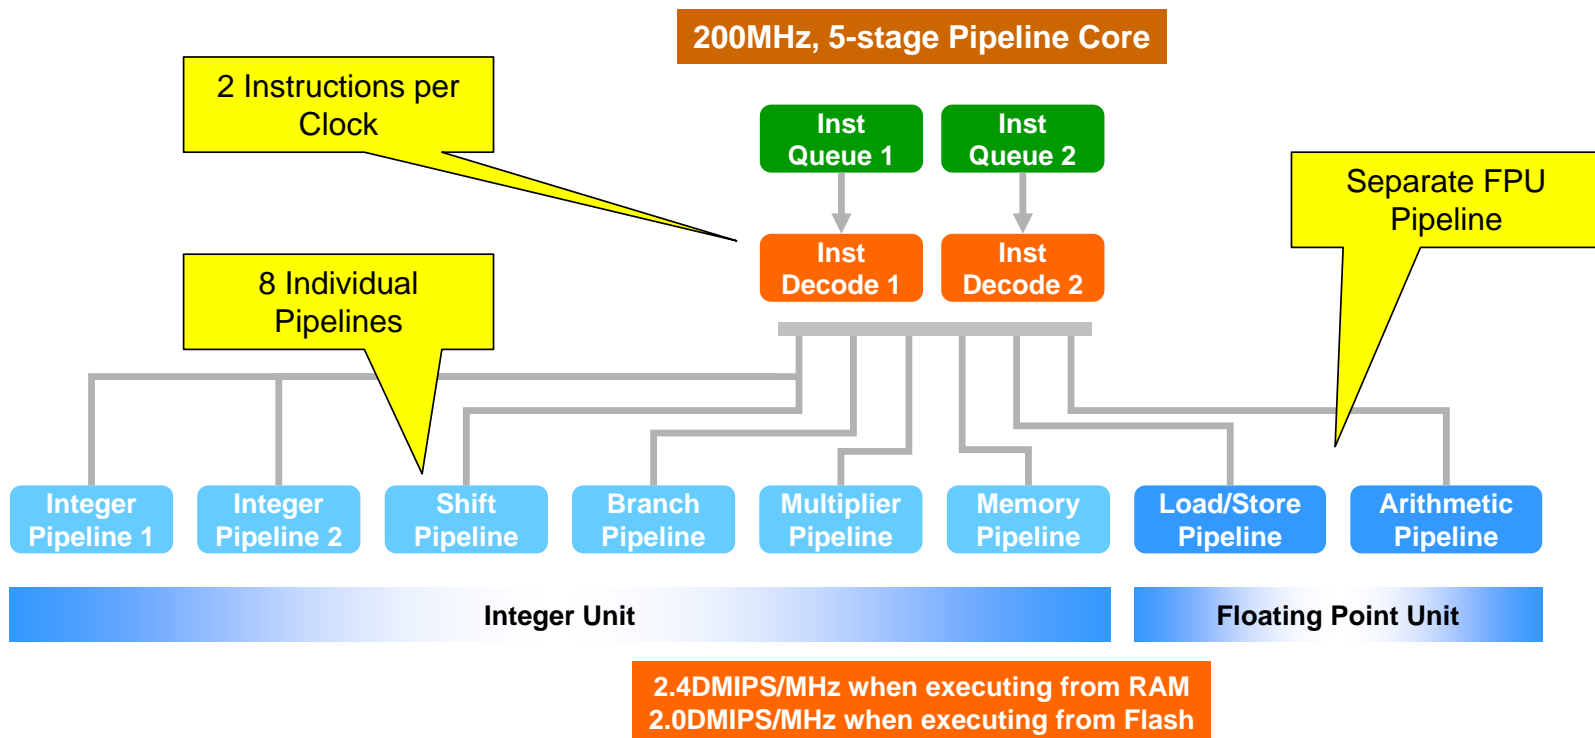 200MHz, 5-stage Pipeline Core
2 Instructions per
Clock
Inst
Queue 1
Inst
Queue 2
Separate FPU
Pipeline
Inst
Decode 1
Inst
Decode 2
8 Individual
Pipelines
Integer
Pipeline 1
Integer
Pipeline 2
Shift
Pipeline
Branch
Pipeline
Multiplier
Pipeline
Memory
Pipeline
Load/Store
Pipeline
Arithmetic
Pipeline
Integer Unit
Floating Point Unit
2.4DMIPS/MHz when executing from RAM
2.0DMIPS/MHz when executing from Flash